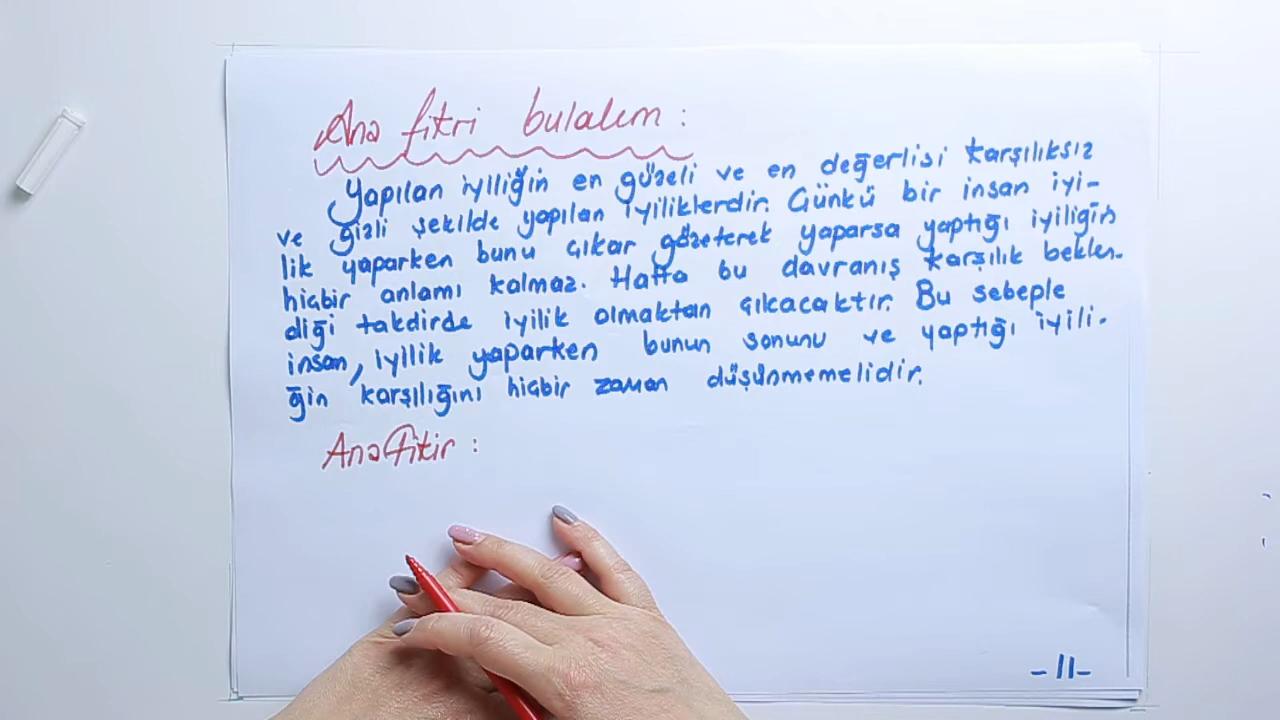 Ana fikri bulalım :
Yapılan iyiliğin en güzeli ve en değerlisi karşılıksız
ve gizli şekilde yapılan iyiliklerdir. Çünkü bir insan iyi-
lik yaparken bunu çıkar gözeterek yaparsa yaptığı iyiliğin
hiçbir anlamı kalmaz. Hatta bu davranış karşılık beklen-
diği takdirde iyilik olmaktan çıkacaktır. Bu sebeple
insan, iyilik yaparken bunun sonunu ve yaptığı iyili-
ğin karşılığını hiçbir zaman düşünmemelidir.
Ana Fikir :
-11-